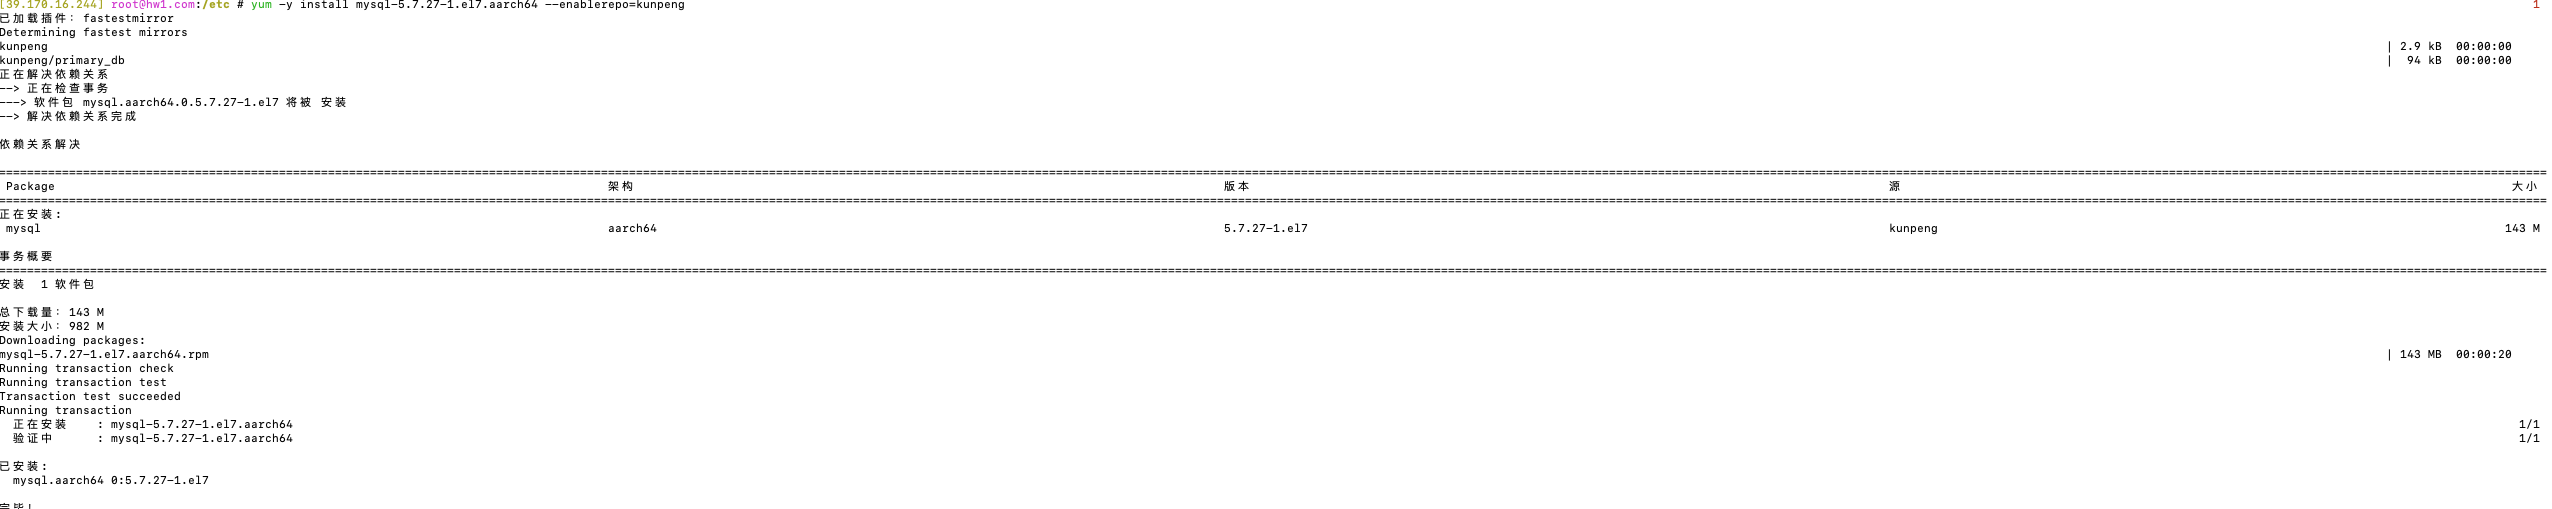 [39.170.16.244] root@hw1.com:/etc # yum -y install mysql-5.7.27-1.el7.aarch64 --enablerepo=kunpeng 1
已加载插件：fastestmirror
Determining fastest mirrors
kunpeng | 2.9 kB 00:00:00
kunpeng/primary_db | 94 kB 00:00:00
正在解决依赖关系
--> 正在检查事务
---> 软件包 mysql.aarch64.0.5.7.27-1.el7 将被 安装
--> 解决依赖关系完成
依赖关系解决
Package 架构 版本 源 大小
正在安装:
mysql aarch64 5.7.27-1.el7 kunpeng 143 M
事务概要
安装 1 软件包
总下载量：143 M
安装大小：982 M
Downloading packages:
mysql-5.7.27-1.el7.aarch64.rpm | 143 MB 00:00:20
Running transaction check
Running transaction test
Transaction test succeeded
Running transaction
正在安装 : mysql-5.7.27-1.el7.aarch64 1/1
验证中 : mysql-5.7.27-1.el7.aarch64 1/1
已安装:
mysql.aarch64 0:5.7.27-1.el7
完毕！